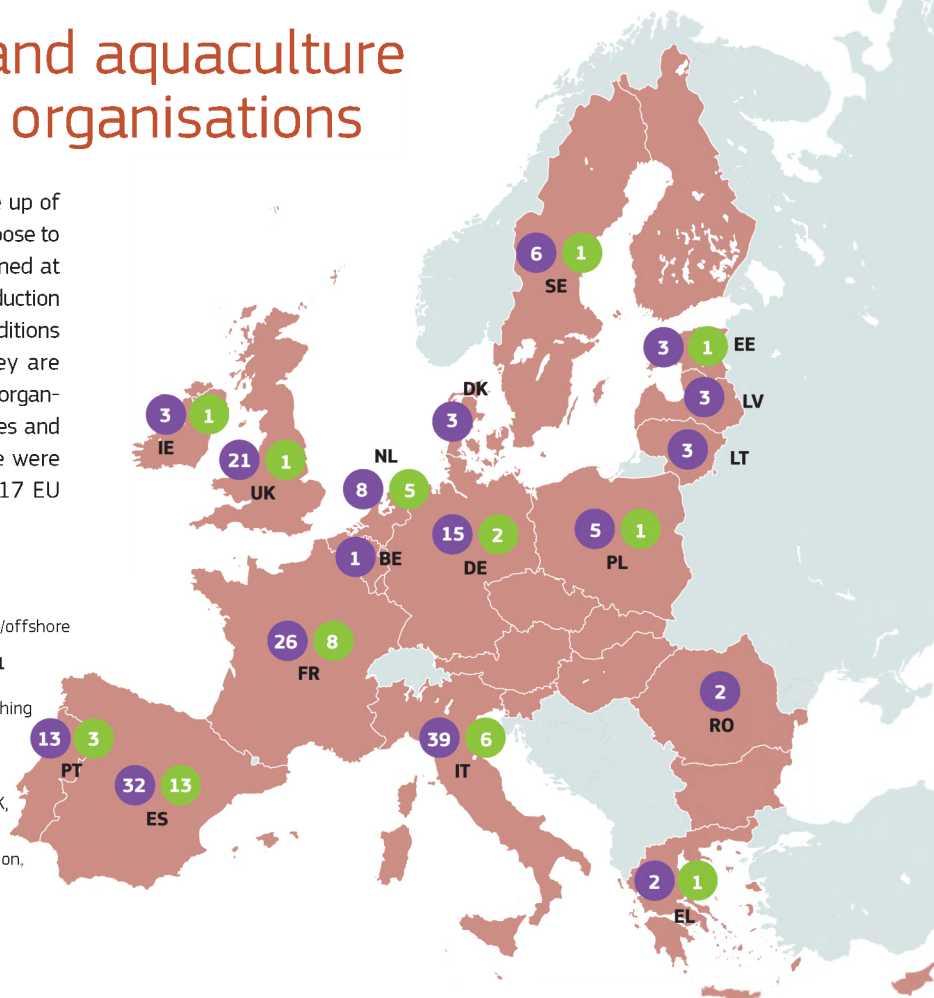 and aquaculture
organisations
up of
ose to
ned at
duction
ditions
ey are
organ-
es and
e were
17 EU
/offshore
1
hing
K,
on,
6 1
SE
3 1 EE
DK
3
3 LV
3 1
IE
NL
3 LT
21 1
UK
8 5
15 2
DE
5 1
PL
1 BE
26 8
FR
2
RO
13 3
PT
39 6
IT
32 13
ES
2 1
EL